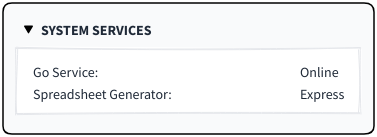 SYSTEM SERVICES
Go Service: Online
Spreadsheet Generator: Express